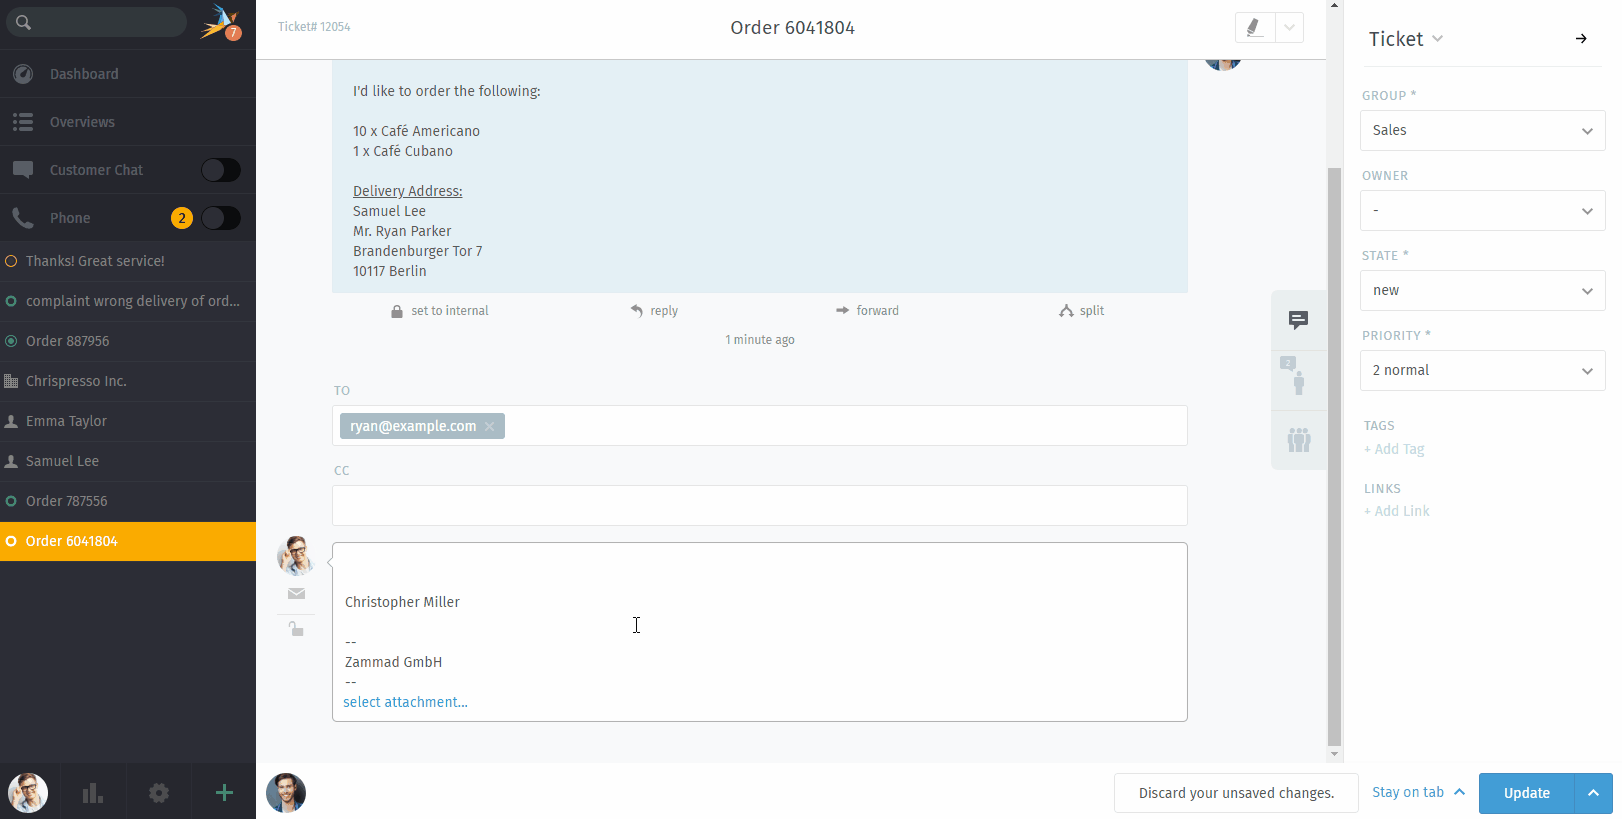 7
Dashboard
Overviews
Customer Chat
Phone
2
Thanks! Great service!
complaint wrong delivery of ord...
Order 887956
Chrispresso Inc.
Emma Taylor
Samuel Lee
Order 787556
Order 6041804
Ticket# 12054
Order 6041804
I'd like to order the following:
10 x Café Americano
1 x Café Cubano
Delivery Address:
Samuel Lee
Mr. Ryan Parker
Brandenburger Tor 7
10117 Berlin
set to internal
reply
forward
split
1 minute ago
TO
ryan@example.com ×
CC
Christopher Miller
--
Zammad GmbH
--
select attachment...
2
Discard your unsaved changes.
Stay on tab
Update
Ticket
GROUP *
Sales
OWNER
-
STATE *
new
PRIORITY *
2 normal
TAGS
+ Add Tag
LINKS
+ Add Link